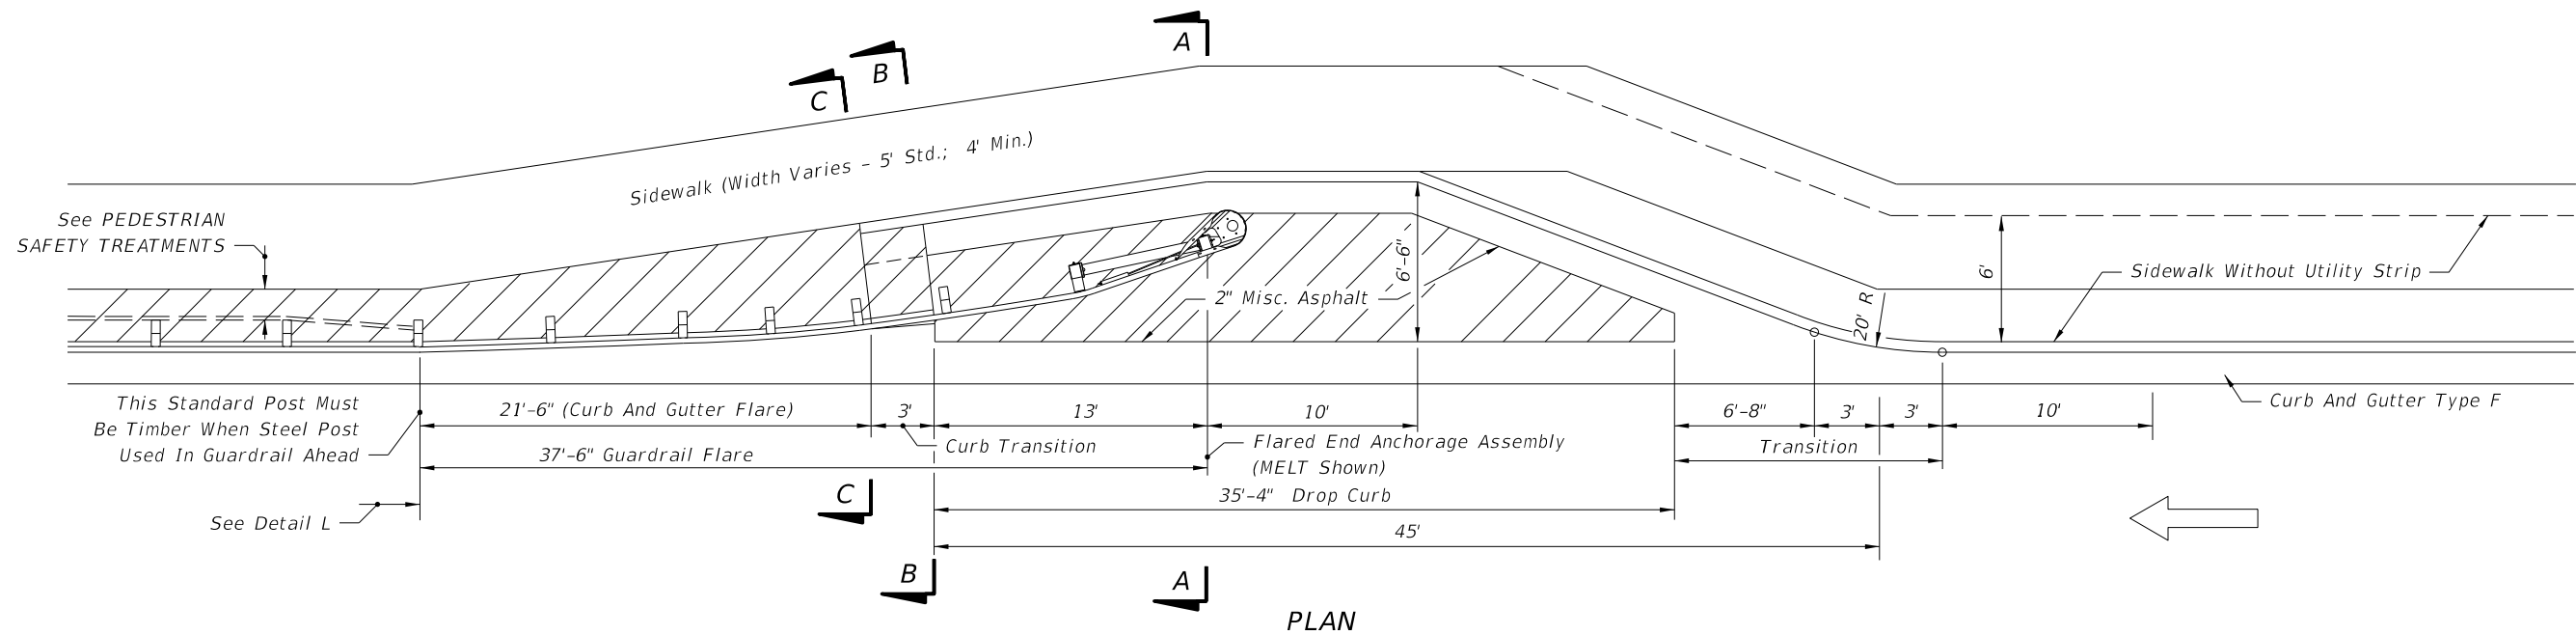 A
B
C
Sidewalk (Width Varies - 5' Std.; 4' Min.)
See PEDESTRIAN
SAFETY TREATMENTS
6'-6"
6'
Sidewalk Without Utility Strip
2" Misc. Asphalt
20' R
This Standard Post Must
Be Timber When Steel Post
Used In Guardrail Ahead
21'-6" (Curb And Gutter Flare)
3'
13'
10'
6'-8"
3'
3'
10'
Curb And Gutter Type F
Curb Transition
Flared End Anchorage Assembly
(MELT Shown)
Transition
37'-6" Guardrail Flare
C
35'-4" Drop Curb
See Detail L
45'
B
A
PLAN